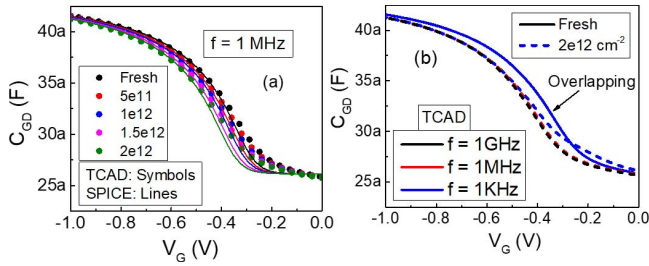 40a
35a
30a
25a
C_GD (F)
f = 1 MHz
(a)
Fresh
5e11
1e12
1.5e12
2e12
TCAD: Symbols
SPICE: Lines
-1.0 -0.8 -0.6 -0.4 -0.2 0.0
V_G (V)
40a
35a
30a
25a
C_GD (F)
(b)
Fresh
2e12 cm⁻²
Overlapping
TCAD
f = 1GHz
f = 1MHz
f = 1KHz
-1.0 -0.8 -0.6 -0.4 -0.2 0.0
V_G (V)